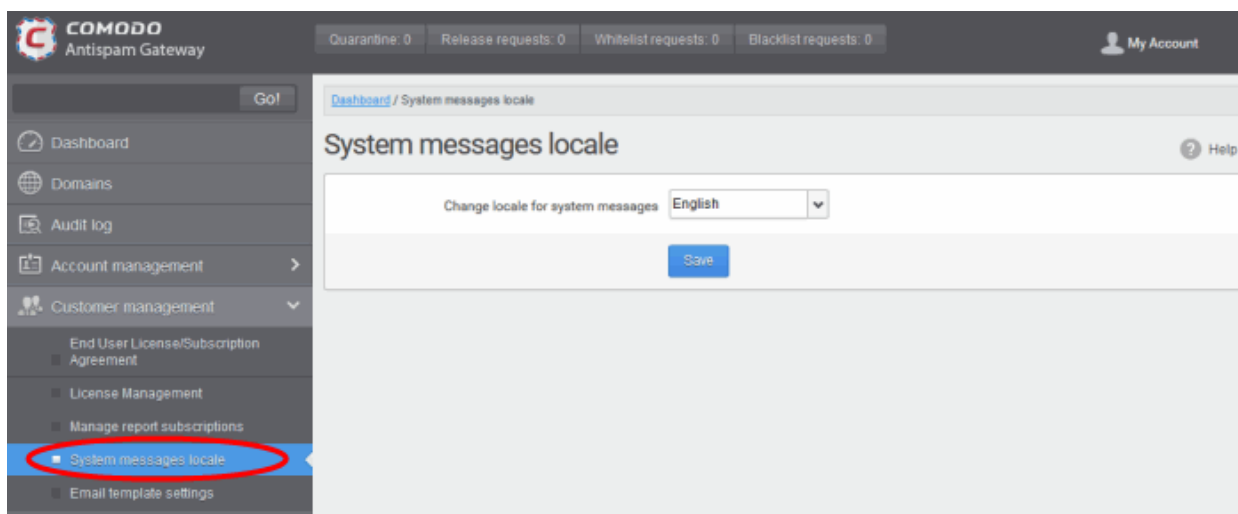 COMODO
Antispam Gateway
Quarantine: 0 Release requests: 0 Whitelist requests: 0 Blacklist requests: 0
My Account
Go!
Dashboard / System messages locale
Dashboard
System messages locale
Help
Domains
Change locale for system messages English
Audit log
Save
Account management
Customer management
End User License/Subscription
Agreement
License Management
Manage report subscriptions
System messages locale
Email template settings